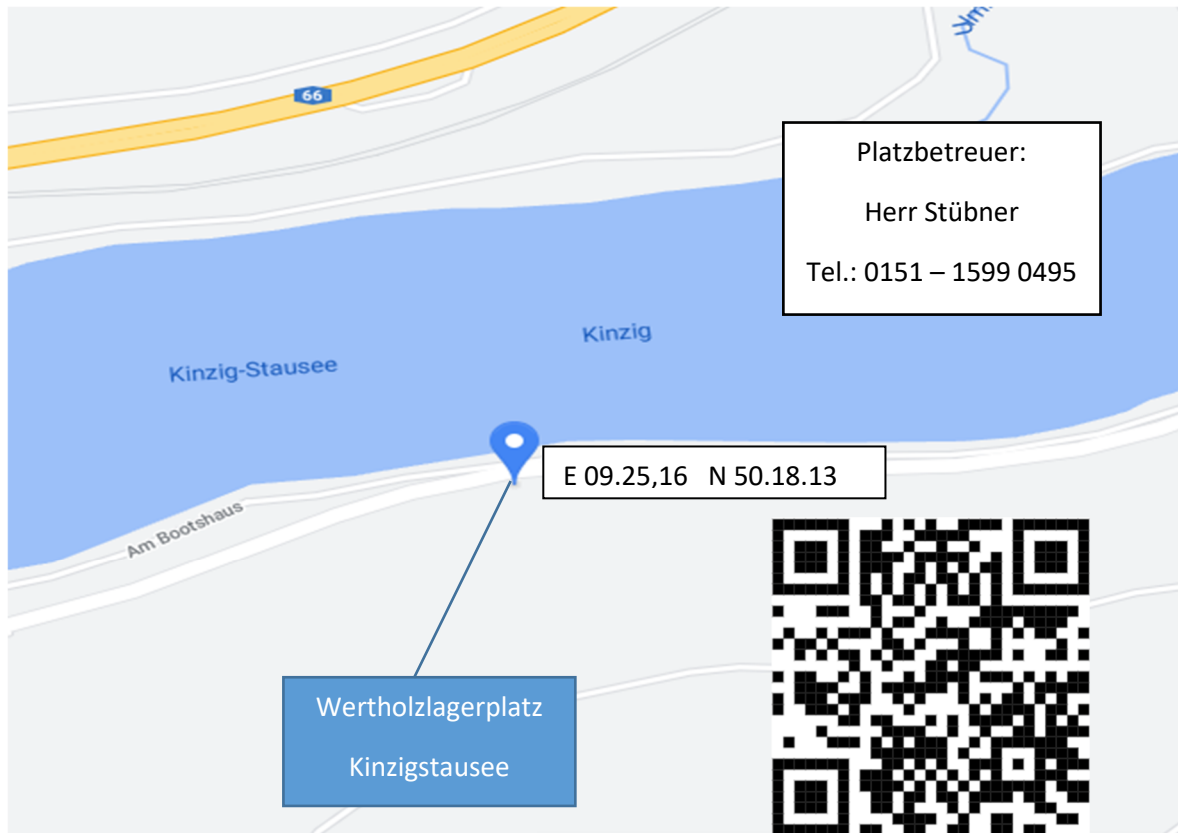 66
Platzbetreuer:
Herr Stübner
Tel.: 0151 – 1599 0495
Kinzig
Kinzig-Stausee
E 09.25,16 N 50.18.13
Am Bootshaus
Wertholzlagerplatz
Kinzigstausee